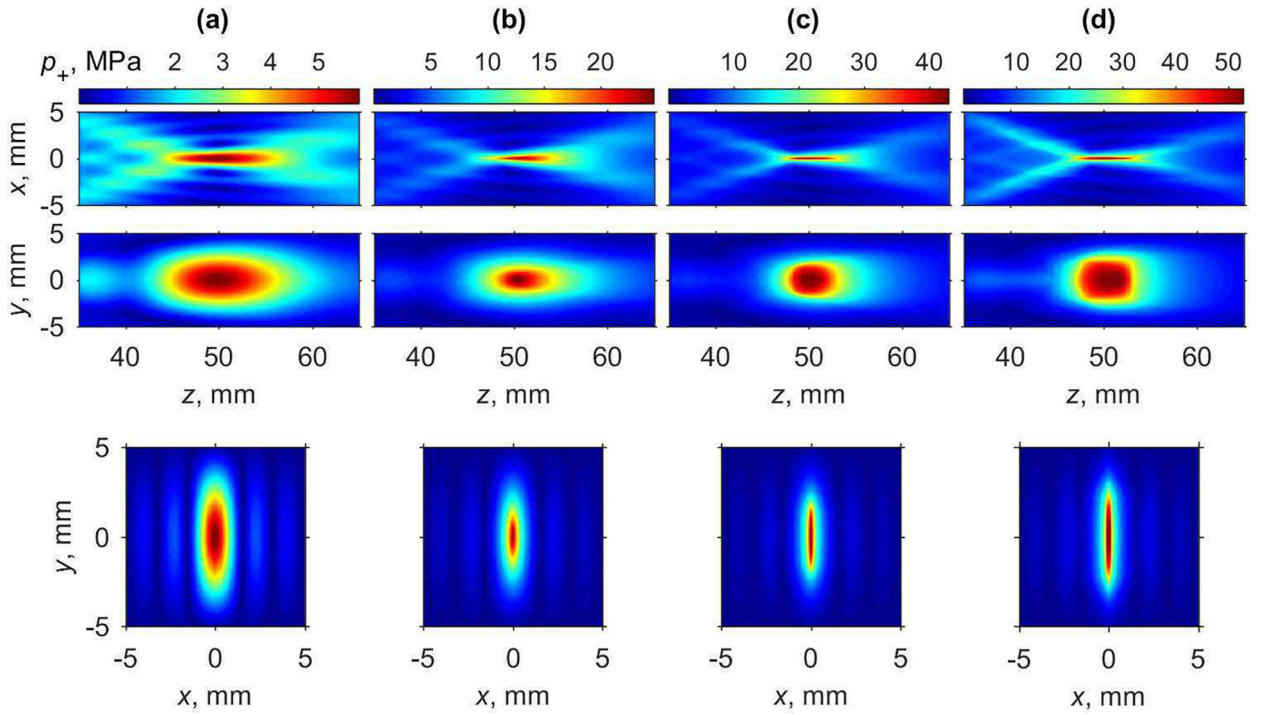 (a) (b) (c) (d)
p+, MPa 2 3 4 5 5 10 15 20 10 20 30 40 10 20 30 40 50
5
x, mm 0
-5
5
y, mm 0
-5
40 50 60 40 50 60 40 50 60 40 50 60
z, mm z, mm z, mm z, mm
5
y, mm 0
-5
-5 0 5 -5 0 5 -5 0 5 -5 0 5
x, mm x, mm x, mm x, mm